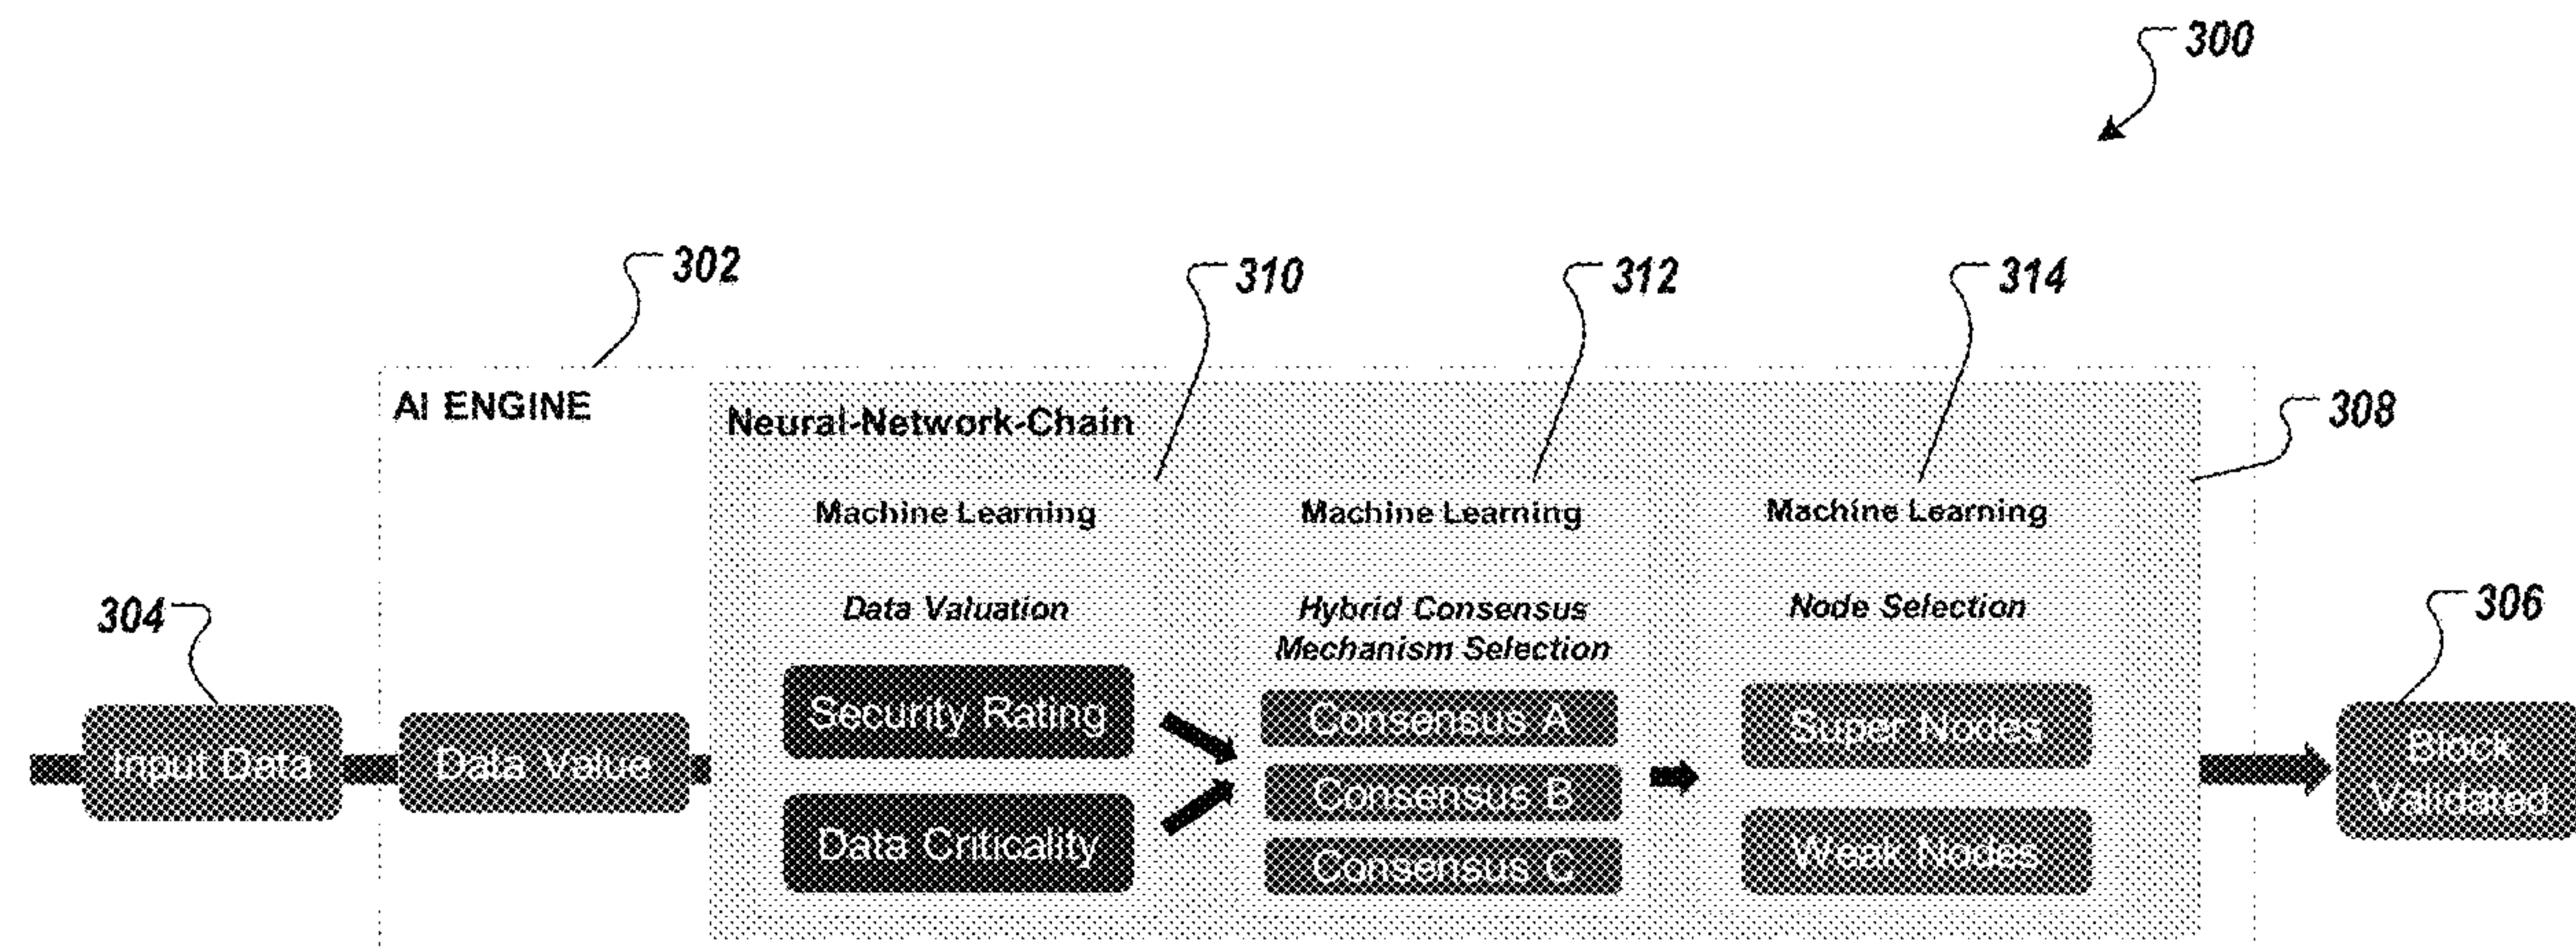 300
302
310
312
314
AI ENGINE
308
Neural-Network-Chain
Machine Learning
Machine Learning
Machine Learning
304
Data Valuation
Hybrid Consensus
Mechanism Selection
Node Selection
306
Input Data
Data Value
Security Rating
Data Criticality
Consensus A
Consensus B
Consensus C
Super Nodes
Weak Nodes
Block
Validated